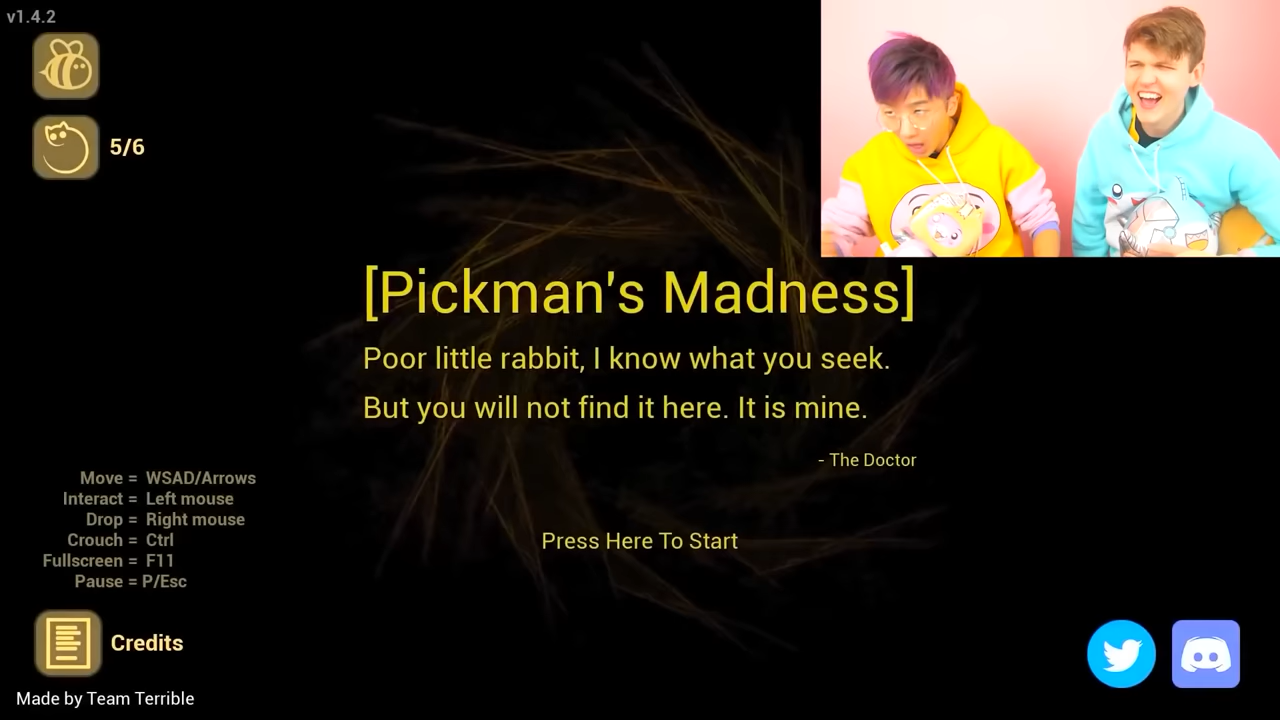 v1.4.2
5/6
[Pickman's Madness]
Poor little rabbit, I know what you seek.
But you will not find it here. It is mine.
- The Doctor
Press Here To Start
Move = WSAD/Arrows
Interact = Left mouse
Drop = Right mouse
Crouch = Ctrl
Fullscreen = F11
Pause = P/Esc
Credits
Made by Team Terrible